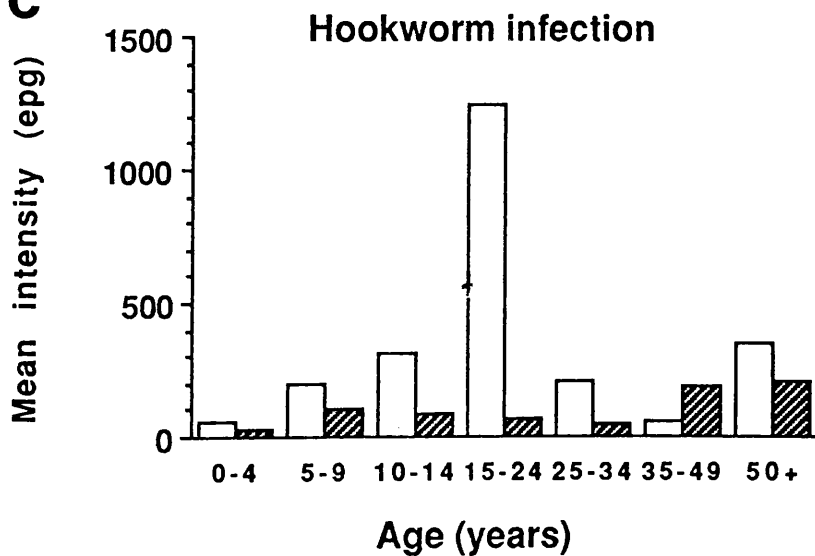 C
Hookworm infection
Mean intensity (epg)
1500
1000
500
0
0-4 5-9 10-14 15-24 25-34 35-49 50+
Age (years)